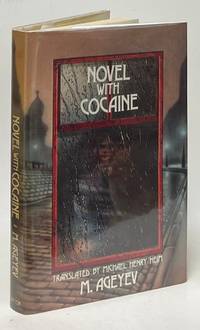 NOVEL
WITH
COCAINE
TRANSLATED BY MICHAEL HENRY HEIM
M. AGEYEV
NOVEL WITH COCAINE • M. AGEYEV